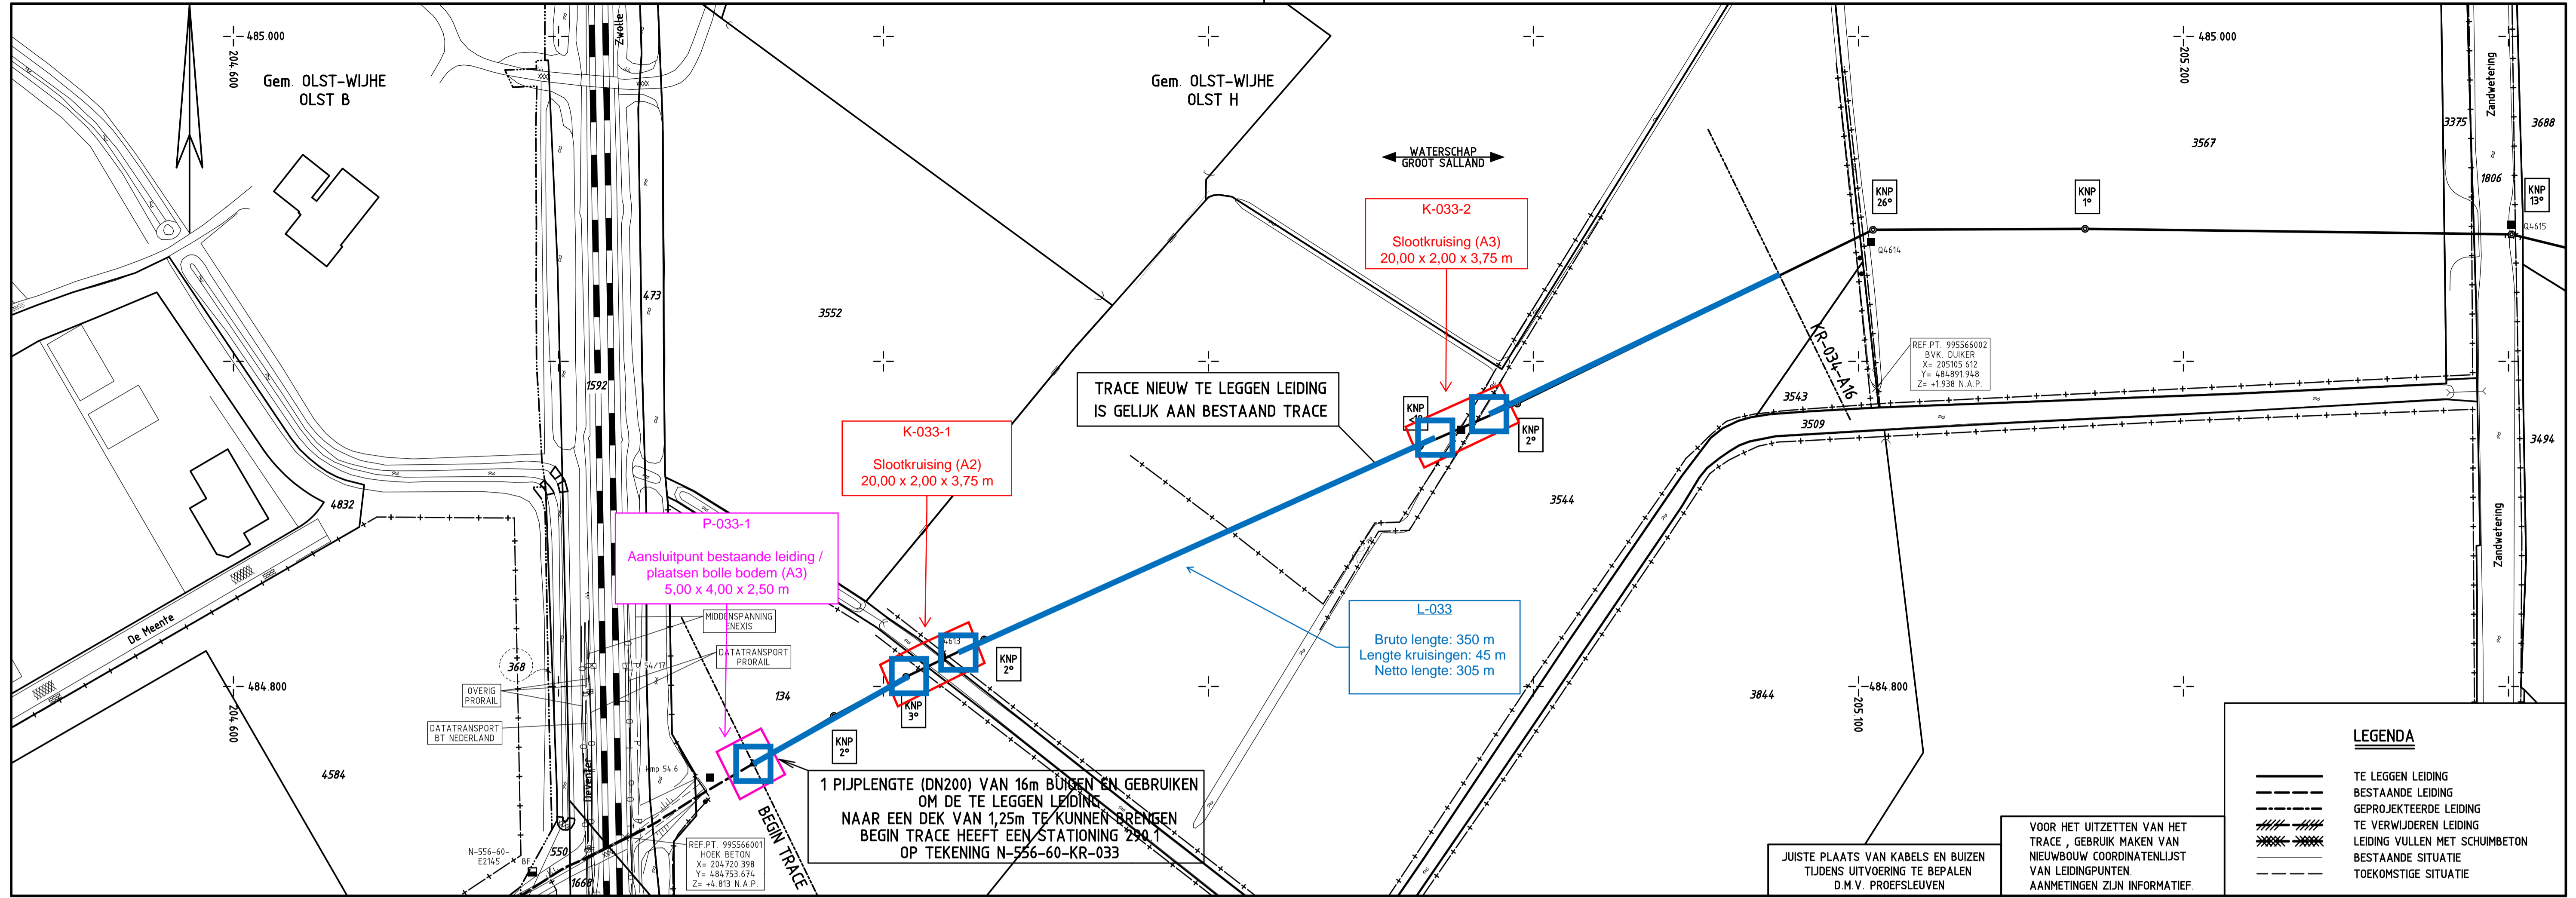 485.000
204.600
Gem. OLST-WIJHE
OLST B
Zwolle
Gem. OLST-WIJHE
OLST H
WATERSCHAP
GROOT SALLAND
485.000
205.200
Zandwetering
3375
3688
3567
1806
KNP
26°
KNP
1°
KNP
13°
Q4614
Q4615
K-033-2
Slootkruising (A3)
20,00 x 2,00 x 3,75 m
473
3552
1592
KR-034-A16
REF.PT. 995566002
BVK. DUIKER
X= 205105.612
Y= 484891.948
Z= +1.938 N.A.P.
TRACE NIEUW TE LEGGEN LEIDING
IS GELIJK AAN BESTAAND TRACE
KNP
KNP
2°
3543
3509
3494
K-033-1
Slootkruising (A2)
20,00 x 2,00 x 3,75 m
4832
3544
Zandwetering
P-033-1
Aansluitpunt bestaande leiding /
plaatsen bolle bodem (A3)
5,00 x 4,00 x 2,50 m
L-033
Bruto lengte: 350 m
Lengte kruisingen: 45 m
Netto lengte: 305 m
De Meente
MIDDENSPANNING
ENEXIS
DATATRANSPORT
PRORAIL
54/17
368
OVERIG
PRORAIL
DATATRANSPORT
BT NEDERLAND
KNP
2°
KNP
3°
KNP
2°
134
484.800
204.600
3844
484.800
205.100
4584
kmp 54.6
Deventer
BEGIN TRACE
1 PIJPLENGTE (DN200) VAN 16m BUIGEN EN GEBRUIKEN
OM DE TE LEGGEN LEIDING
NAAR EEN DEK VAN 1,25m TE KUNNEN BRENGEN
BEGIN TRACE HEEFT EEN STATIONING 290.1
OP TEKENING N-556-60-KR-033
REF.PT. 995566001
HOEK BETON
X= 204720.398
Y= 484753.674
Z= +4.813 N.A.P.
N-556-60-
E2145
BF
550
1668
JUISTE PLAATS VAN KABELS EN BUIZEN
TIJDENS UITVOERING TE BEPALEN
D.M.V. PROEFSLEUVEN
VOOR HET UITZETTEN VAN HET
TRACE , GEBRUIK MAKEN VAN
NIEUWBOUW COORDINATENLIJST
VAN LEIDINGPUNTEN.
AANMETINGEN ZIJN INFORMATIEF.
LEGENDA
TE LEGGEN LEIDING
BESTAANDE LEIDING
GEPROJEKTEERDE LEIDING
TE VERWIJDEREN LEIDING
LEIDING VULLEN MET SCHUIMBETON
BESTAANDE SITUATIE
TOEKOMSTIGE SITUATIE